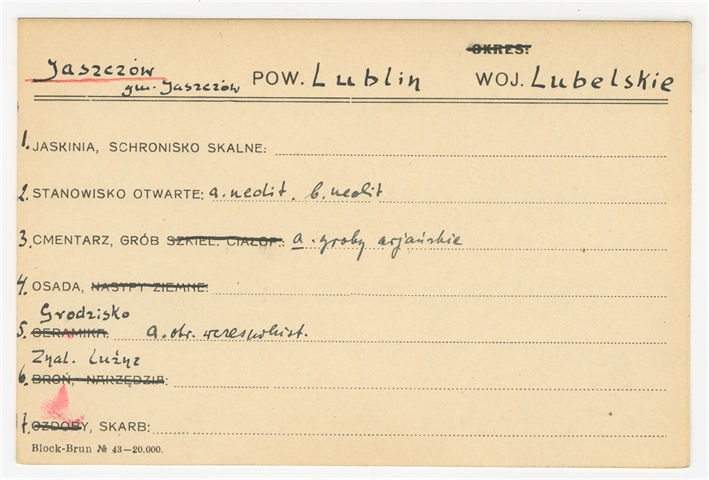 OKRES:
Jaszczów POW. Lublin WOJ. Lubelskie
gm. Jaszczów
1. JASKINIA, SCHRONISKO SKALNE:
2. STANOWISKO OTWARTE: a. neolit. b. neolit
3. CMENTARZ, GRÓB SZKIEL. CIAŁOP.: a. groby arjańskie
4. OSADA, NASYPY ZIEMNE:
Grodzisko
5. CERAMIKA: a. okr. wczesnohist.
Znal. Luźne
6. BROŃ, NARZĘDZIA:
7. OZDOBY, SKARB:
Block-Brun № 43—20.000.